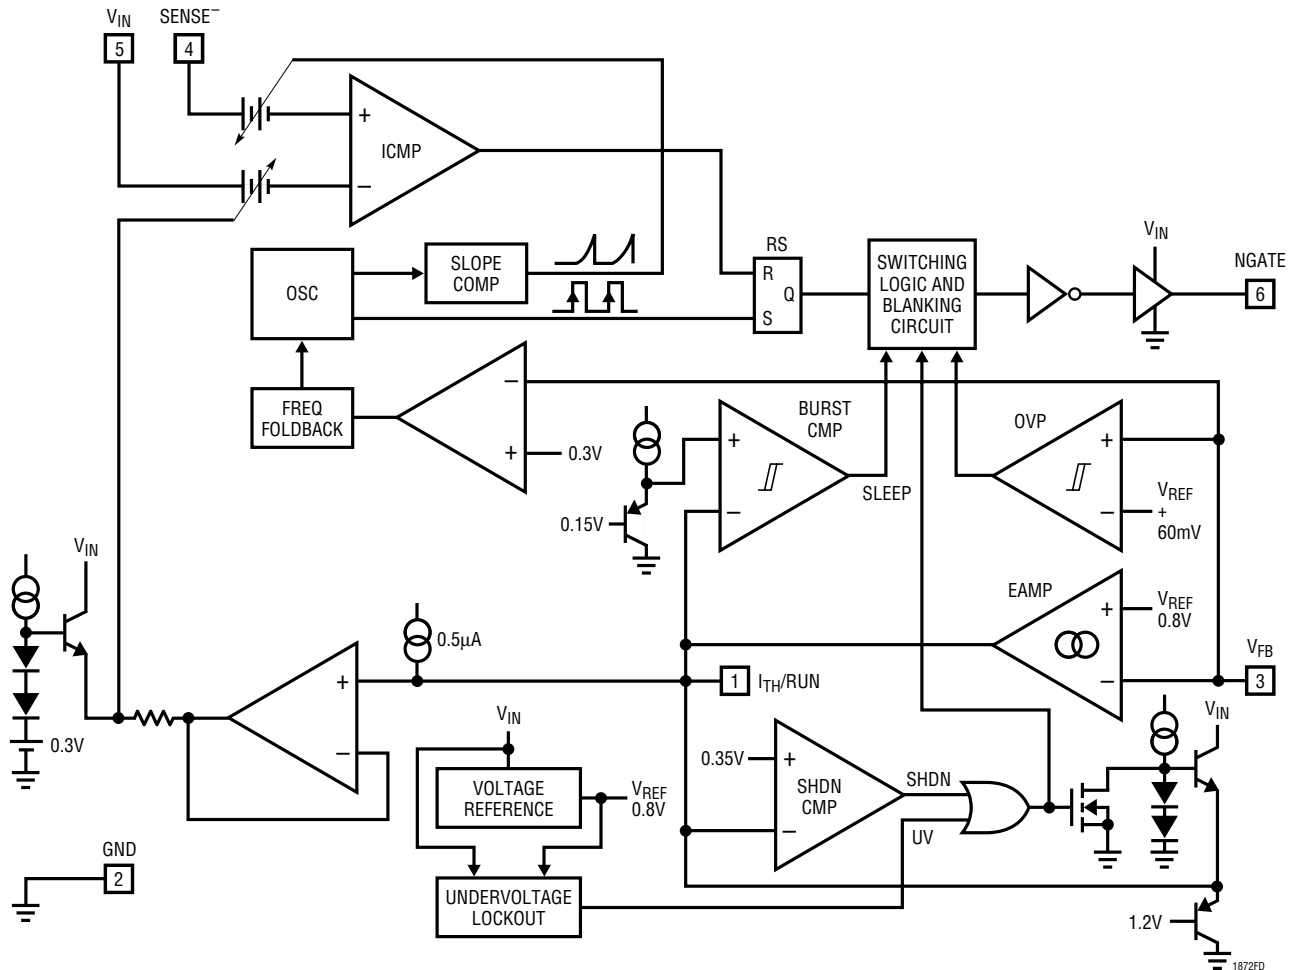 VIN
SENSE−
5
4
+
ICMP
−
OSC
SLOPE
COMP
RS
R
Q
S
SWITCHING
LOGIC AND
BLANKING
CIRCUIT
VIN
NGATE
6
FREQ
FOLDBACK
−
+
0.3V
BURST
CMP
+
−
SLEEP
0.15V
OVP
+
−
VREF
+
60mV
VIN
0.3V
+
−
0.5µA
EAMP
+
−
VREF
0.8V
VFB
3
1
ITH/RUN
VIN
VOLTAGE
REFERENCE
VREF
0.8V
UNDERVOLTAGE
LOCKOUT
0.35V
+
SHDN
CMP
−
SHDN
UV
VIN
1.2V
GND
2
1872FD